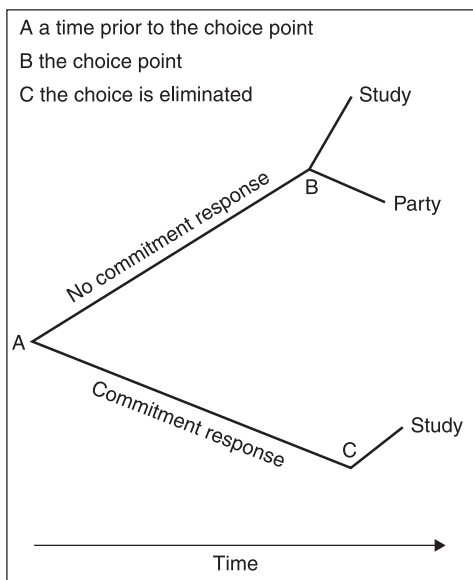 A a time prior to the choice point
B the choice point
C the choice is eliminated
Study
B
Party
No commitment response
A
Commitment response
C
Study
Time